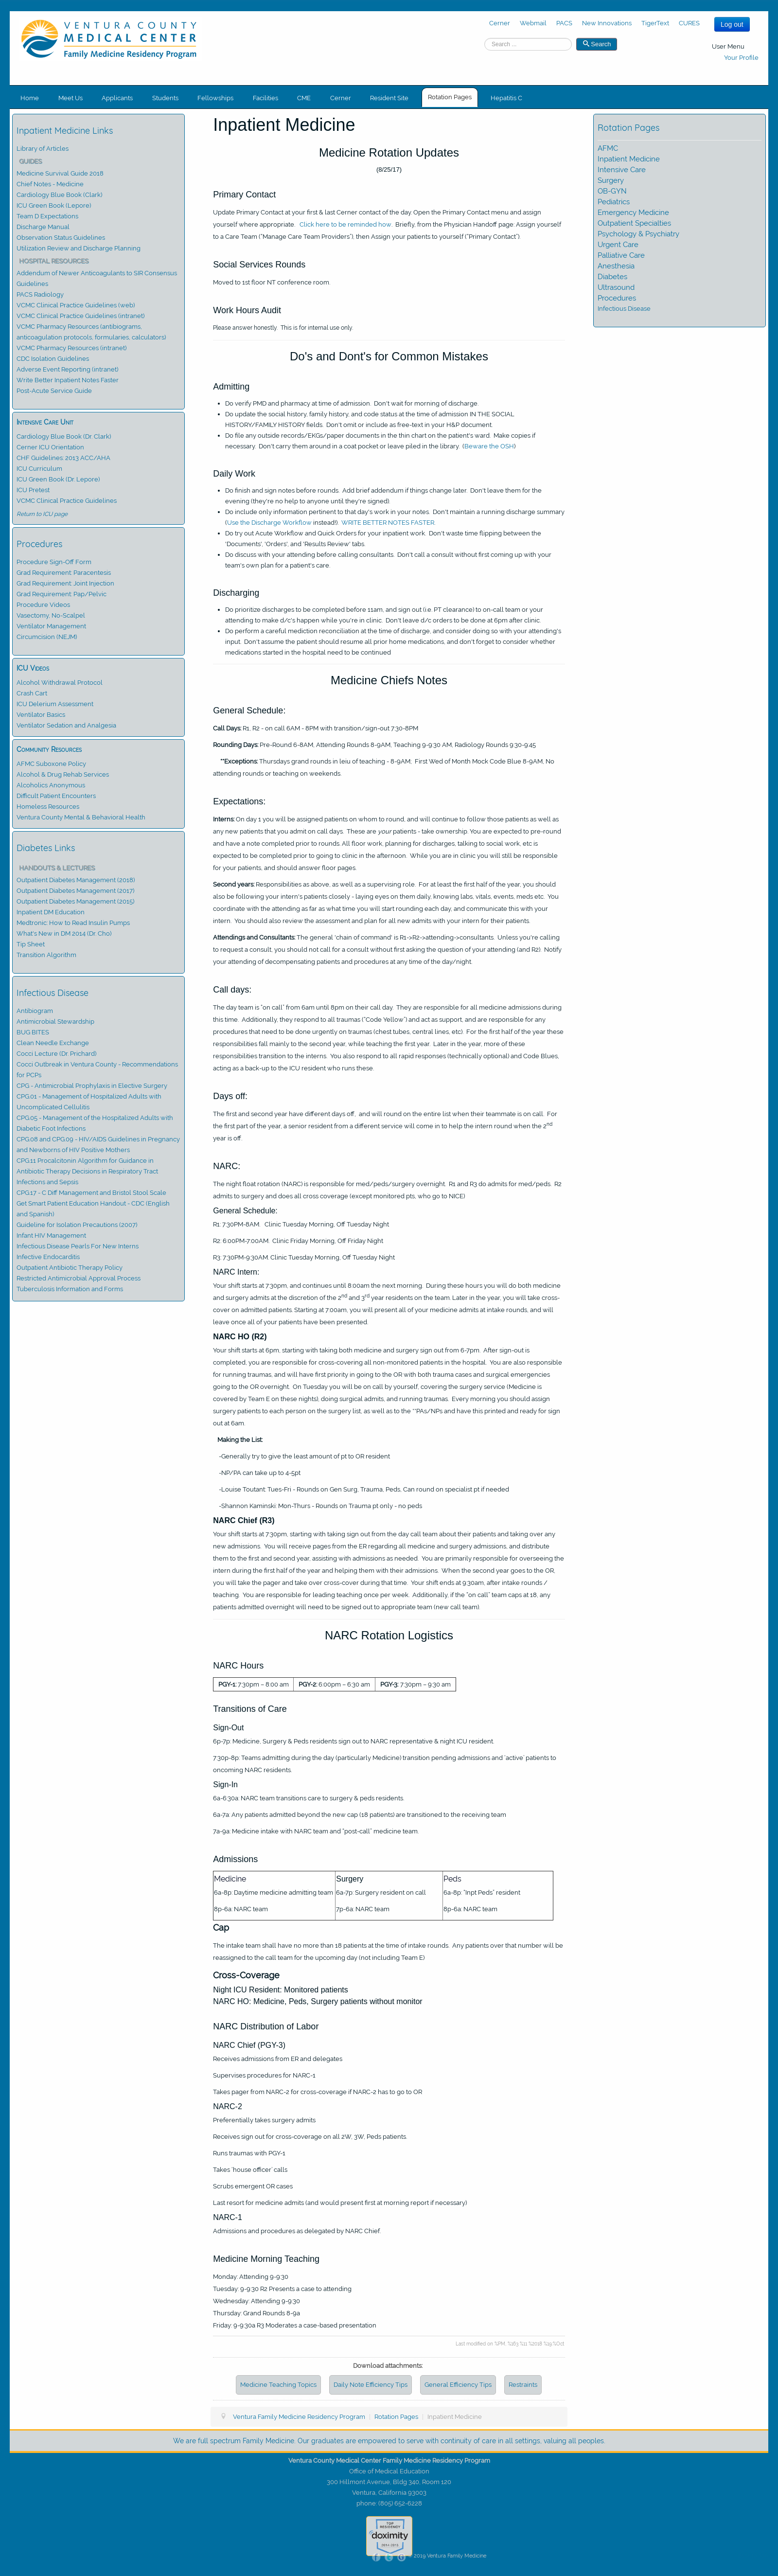 VENTURA COUNTY
MEDICAL CENTER
Family Medicine Residency Program
Cerner Webmail PACS New Innovations TigerText CURES
Log out
Search ...
Search
User Menu
Your Profile
Home Meet Us Applicants Students Fellowships Facilities CME Cerner Resident Site Rotation Pages Hepatitis C
Inpatient Medicine Links
Library of Articles
GUIDES
Medicine Survival Guide 2018
Chief Notes - Medicine
Cardiology Blue Book (Clark)
ICU Green Book (Lepore)
Team D Expectations
Discharge Manual
Observation Status Guidelines
Utilization Review and Discharge Planning
HOSPITAL RESOURCES
Addendum of Newer Anticoagulants to SIR Consensus
Guidelines
PACS Radiology
VCMC Clinical Practice Guidelines (web)
VCMC Clinical Practice Guidelines (intranet)
VCMC Pharmacy Resources (antibiograms,
anticoagulation protocols, formularies, calculators)
VCMC Pharmacy Resources (intranet)
CDC Isolation Guidelines
Adverse Event Reporting (intranet)
Write Better Inpatient Notes Faster
Post-Acute Service Guide
Intensive Care Unit
Cardiology Blue Book (Dr. Clark)
Cerner ICU Orientation
CHF Guidelines: 2013 ACC/AHA
ICU Curriculum
ICU Green Book (Dr. Lepore)
ICU Pretest
VCMC Clinical Practice Guidelines
Return to ICU page
Procedures
Procedure Sign-Off Form
Grad Requirement: Paracentesis
Grad Requirement: Joint Injection
Grad Requirement: Pap/Pelvic
Procedure Videos
Vasectomy, No-Scalpel
Ventilator Management
Circumcision (NEJM)
ICU Videos
Alcohol Withdrawal Protocol
Crash Cart
ICU Delerium Assessment
Ventilator Basics
Ventilator Sedation and Analgesia
Community Resources
AFMC Suboxone Policy
Alcohol & Drug Rehab Services
Alcoholics Anonymous
Difficult Patient Encounters
Homeless Resources
Ventura County Mental & Behavioral Health
Diabetes Links
HANDOUTS & LECTURES
Outpatient Diabetes Management (2018)
Outpatient Diabetes Management (2017)
Outpatient Diabetes Management (2015)
Inpatient DM Education
Medtronic: How to Read Insulin Pumps
What's New in DM 2014 (Dr. Cho)
Tip Sheet
Transition Algorithm
Infectious Disease
Antibiogram
Antimicrobial Stewardship
BUG BITES
Clean Needle Exchange
Cocci Lecture (Dr. Prichard)
Cocci Outbreak in Ventura County - Recommendations
for PCPs
CPG - Antimicrobial Prophylaxis in Elective Surgery
CPG.01 - Management of Hospitalized Adults with
Uncomplicated Cellulitis
CPG.05 - Management of the Hospitalized Adults with
Diabetic Foot Infections
CPG.08 and CPG.09 - HIV/AIDS Guidelines in Pregnancy
and Newborns of HIV Positive Mothers
CPG.11 Procalcitonin Algorithm for Guidance in
Antibiotic Therapy Decisions in Respiratory Tract
Infections and Sepsis
CPG.17 - C Diff Management and Bristol Stool Scale
Get Smart Patient Education Handout - CDC (English
and Spanish)
Guideline for Isolation Precautions (2007)
Infant HIV Management
Infectious Disease Pearls For New Interns
Infective Endocarditis
Outpatient Antibiotic Therapy Policy
Restricted Antimicrobial Approval Process
Tuberculosis Information and Forms
Inpatient Medicine
Medicine Rotation Updates
(8/25/17)
Primary Contact
Update Primary Contact at your first & last Cerner contact of the day. Open the Primary Contact menu and assign
yourself where appropriate. Click here to be reminded how. Briefly, from the Physician Handoff page: Assign yourself
to a Care Team ("Manage Care Team Providers"), then Assign your patients to yourself ("Primary Contact").
Social Services Rounds
Moved to 1st floor NT conference room.
Work Hours Audit
Please answer honestly. This is for internal use only.
Do's and Dont's for Common Mistakes
Admitting
Do verify PMD and pharmacy at time of admission. Don't wait for morning of discharge.
Do update the social history, family history, and code status at the time of admission IN THE SOCIAL
HISTORY/FAMILY HISTORY fields. Don't omit or include as free-text in your H&P document.
Do file any outside records/EKGs/paper documents in the thin chart on the patient's ward. Make copies if
necessary. Don't carry them around in a coat pocket or leave piled in the library. (Beware the OSH)
Daily Work
Do finish and sign notes before rounds. Add brief addendum if things change later. Don't leave them for the
evening (they're no help to anyone until they're signed).
Do include only information pertinent to that day's work in your notes. Don't maintain a running discharge summary
(Use the Discharge Workflow instead!). WRITE BETTER NOTES FASTER.
Do try out Acute Workflow and Quick Orders for your inpatient work. Don't waste time flipping between the
'Documents', 'Orders', and 'Results Review' tabs.
Do discuss with your attending before calling consultants. Don't call a consult without first coming up with your
team's own plan for a patient's care.
Discharging
Do prioritize discharges to be completed before 11am, and sign out (i.e. PT clearance) to on-call team or your
attending to make d/c's happen while you're in clinic. Don't leave d/c orders to be done at 6pm after clinic.
Do perform a careful mediction reconciliation at the time of discharge, and consider doing so with your attending's
input. Don't assume the patient should resume all prior home medications, and don't forget to consider whether
medications started in the hospital need to be continued
Medicine Chiefs Notes
General Schedule:
Call Days: R1, R2 - on call 6AM - 8PM with transition/sign-out 7:30-8PM
Rounding Days: Pre-Round 6-8AM, Attending Rounds 8-9AM, Teaching 9-9:30 AM, Radiology Rounds 9:30-9:45
**Exceptions: Thursdays grand rounds in leiu of teaching - 8-9AM; First Wed of Month Mock Code Blue 8-9AM, No
attending rounds or teaching on weekends.
Expectations:
Interns: On day 1 you will be assigned patients on whom to round, and will continue to follow those patients as well as
any new patients that you admit on call days. These are your patients - take ownership. You are expected to pre-round
and have a note completed prior to rounds. All floor work, planning for discharges, talking to social work, etc is
expected to be completed prior to going to clinic in the afternoon. While you are in clinic you will still be responsible
for your patients, and should answer floor pages.
Second years: Responsibilities as above, as well as a supervising role. For at least the first half of the year, you should
also be following your intern's patients closely - laying eyes on them daily, knowing labs, vitals, events, meds etc. You
will coordinate with the attending as far as what time you will start rounding each day, and communicate this with your
intern. You should also review the assessment and plan for all new admits with your intern for their patients.
Attendings and Consultants: The general 'chain of command' is R1->R2->attending->consultants. Unless you're calling
to request a consult, you should not call for a consult without first asking the question of your attending (and R2). Notify
your attending of decompensating patients and procedures at any time of the day/night.
Call days:
The day team is "on call" from 6am until 8pm on their call day. They are responsible for all medicine admissions during
this time. Additionally, they respond to all traumas ("Code Yellow") and act as support, and are responsible for any
procedures that need to be done urgently on traumas (chest tubes, central lines, etc). For the first half of the year these
responsibilities fall mainly to the second year, while teaching the first year. Later in the year, more of these
responsibilities transition to the interns. You also respond to all rapid responses (technically optional) and Code Blues,
acting as a back-up to the ICU resident who runs these.
Days off:
The first and second year have different days off, and will round on the entire list when their teammate is on call. For
the first part of the year, a senior resident from a different service will come in to help the intern round when the 2nd
year is off.
NARC:
The night float rotation (NARC) is responsible for med/peds/surgery overnight. R1 and R3 do admits for med/peds. R2
admits to surgery and does all cross coverage (except monitored pts, who go to NICE)
General Schedule:
R1: 7:30PM-8AM. Clinic Tuesday Morning, Off Tuesday Night
R2: 6:00PM-7:00AM. Clinic Friday Morning, Off Friday Night
R3: 7:30PM-9:30AM. Clinic Tuesday Morning, Off Tuesday Night
NARC Intern:
Your shift starts at 7:30pm, and continues until 8:00am the next morning. During these hours you will do both medicine
and surgery admits at the discretion of the 2nd and 3rd year residents on the team. Later in the year, you will take cross-
cover on admitted patients. Starting at 7:00am, you will present all of your medicine admits at intake rounds, and will
leave once all of your patients have been presented.
NARC HO (R2)
Your shift starts at 6pm, starting with taking both medicine and surgery sign out from 6-7pm. After sign-out is
completed, you are responsible for cross-covering all non-monitored patients in the hospital. You are also responsible
for running traumas, and will have first priority in going to the OR with both trauma cases and surgical emergencies
going to the OR overnight. On Tuesday you will be on call by yourself, covering the surgery service (Medicine is
covered by Team E on these nights), doing surgical admits, and running traumas. Every morning you should assign
surgery patients to each person on the surgery list, as well as to the **PAs/NPs and have this printed and ready for sign
out at 6am.
Making the List:
-Generally try to give the least amount of pt to OR resident
-NP/PA can take up to 4-5pt
-Louise Toutant: Tues-Fri - Rounds on Gen Surg, Trauma, Peds, Can round on specialist pt if needed
-Shannon Kaminski: Mon-Thurs - Rounds on Trauma pt only - no peds
NARC Chief (R3)
Your shift starts at 7:30pm, starting with taking sign out from the day call team about their patients and taking over any
new admissions. You will receive pages from the ER regarding all medicine and surgery admissions, and distribute
them to the first and second year, assisting with admissions as needed. You are primarily responsible for overseeing the
intern during the first half of the year and helping them with their admissions. When the second year goes to the OR,
you will take the pager and take over cross-cover during that time. Your shift ends at 9:30am, after intake rounds /
teaching. You are responsible for leading teaching once per week. Additionally, if the "on call" team caps at 18, any
patients admitted overnight will need to be signed out to appropriate team (new call team).
NARC Rotation Logistics
NARC Hours
PGY-1: 7:30pm – 8:00 am PGY-2: 6:00pm – 6:30 am PGY-3: 7:30pm – 9:30 am
Transitions of Care
Sign-Out
6p-7p: Medicine, Surgery & Peds residents sign out to NARC representative & night ICU resident.
7:30p-8p: Teams admitting during the day (particularly Medicine) transition pending admissions and 'active' patients to
oncoming NARC residents.
Sign-In
6a-6:30a: NARC team transitions care to surgery & peds residents.
6a-7a: Any patients admitted beyond the new cap (18 patients) are transitioned to the receiving team
7a-9a: Medicine intake with NARC team and "post-call" medicine team
Admissions
Medicine Surgery Peds
6a-8p: Daytime medicine admitting team 6a-7p: Surgery resident on call 6a-8p: "Inpt Peds" resident
8p-6a: NARC team 7p-6a: NARC team 8p-6a: NARC team
Cap
The intake team shall have no more than 18 patients at the time of intake rounds. Any patients over that number will be
reassigned to the call team for the upcoming day (not including Team E)
Cross-Coverage
Night ICU Resident: Monitored patients
NARC HO: Medicine, Peds, Surgery patients without monitor
NARC Distribution of Labor
NARC Chief (PGY-3)
Receives admissions from ER and delegates
Supervises procedures for NARC-1
Takes pager from NARC-2 for cross-coverage if NARC-2 has to go to OR
NARC-2
Preferentially takes surgery admits.
Receives sign out for cross-coverage on all 2W, 3W, Peds patients.
Runs traumas with PGY-1
Takes 'house officer' calls
Scrubs emergent OR cases
Last resort for medicine admits (and would present first at morning report if necessary)
NARC-1
Admissions and procedures as delegated by NARC Chief.
Medicine Morning Teaching
Monday: Attending 9-9:30
Tuesday: 9-9:30 R2 Presents a case to attending
Wednesday: Attending 9-9:30
Thursday: Grand Rounds 8-9a
Friday: 9-9:30a R3 Moderates a case-based presentation
Download attachments:
Medicine Teaching Topics Daily Note Efficiency Tips General Efficiency Tips Restraints
Ventura Family Medicine Residency Program | Rotation Pages | Inpatient Medicine
Rotation Pages
AFMC
Inpatient Medicine
Intensive Care
Surgery
OB-GYN
Pediatrics
Emergency Medicine
Outpatient Specialties
Psychology & Psychiatry
Urgent Care
Palliative Care
Anesthesia
Diabetes
Ultrasound
Procedures
Infectious Disease
We are full spectrum Family Medicine. Our graduates are empowered to serve with continuity of care in all settings, valuing all peoples.
Ventura County Medical Center Family Medicine Residency Program
Office of Medical Education
300 Hillmont Avenue, Bldg 340, Room 120
Ventura, California 93003
phone: (805) 652-6228
TOP
RESIDENCY
doximity
© 2019 Ventura Family Medicine